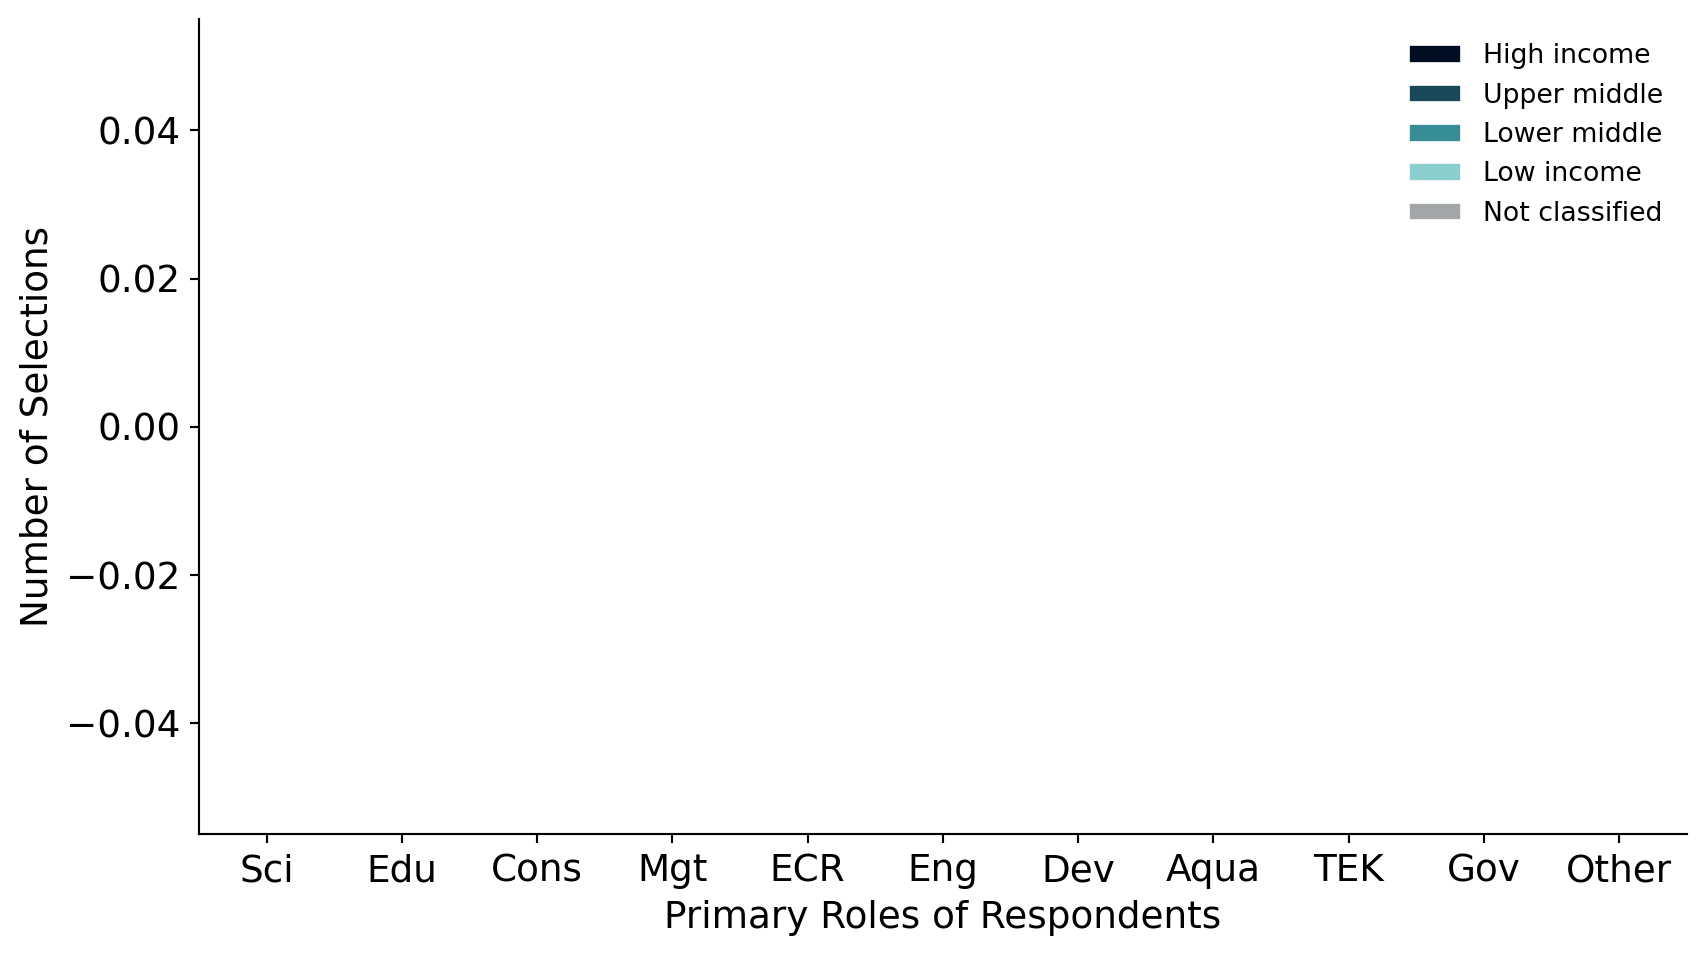 High income
Upper middle
Lower middle
Low income
Not classified
Number of Selections
0.04
0.02
0.00
−0.02
−0.04
Sci Edu Cons Mgt ECR Eng Dev Aqua TEK Gov Other
Primary Roles of Respondents